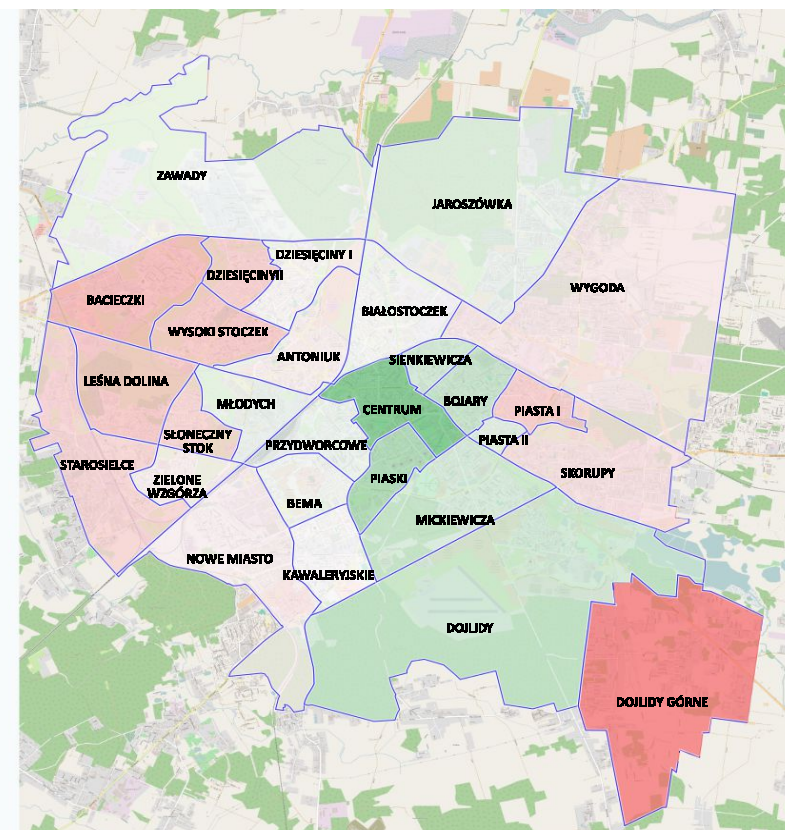 ZAWADY
JAROSZÓWKA
DZIESIĘCINY I
DZIESIĘCINY II
WYGODA
BACIECZKI
BIAŁOSTOCZEK
WYSOKI STOCZEK
ANTONIUK
SIENKIEWICZA
LEŚNA DOLINA
MŁODYCH
CENTRUM
BOJARY
PIASTA I
SŁONECZNY
STOK
PRZYDWORCOWE
PIASTA II
STAROSIELCE
SKORUPY
ZIELONE
WZGÓRZA
PIASKI
BEMA
MICKIEWICZA
NOWE MIASTO
KAWALERYJSKIE
DOJLIDY
DOJLIDY GÓRNE